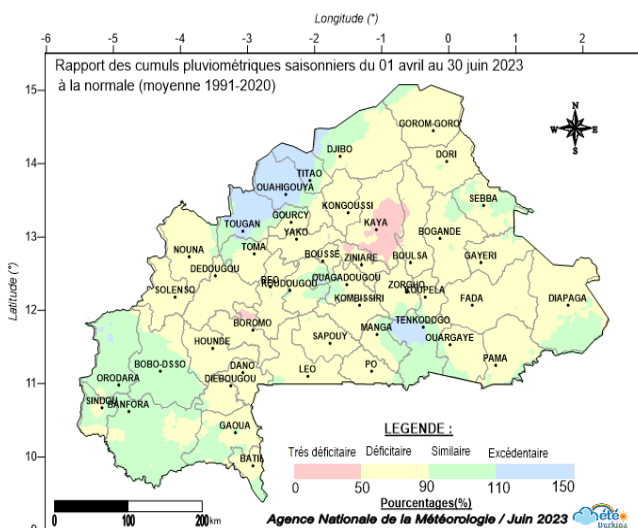 Longitude (°)
-6 -5 -4 -3 -2 -1 0 1 2
Rapport des cumuls pluviométriques saisonniers du 01 avril au 30 juin 2023
à la normale (moyenne 1991-2020)
15
14
13
12
11
10
Latitude (°)
N
W E
S
GOROM-GORO
DJIBO
DORI
TITAO
OUAHIGOUYA
SEBBA
KONGOUSSI
GOURCY
TOUGAN
KAYA
YAKO
BOGANDE
TOMA
NOUNA
BOUSSE
ZINIARE
BOULSA
GAYERI
DEDOUGOU
OUAGADOUGOU
SOLENSO
KOUDOUGOU
ZORGHO
KOUPELA
KOMBISSIRI
FADA
DIAPAGA
BOROMO
TENKODOGO
MANGA
HOUNDE
SAPOUY
OUARGAYE
BOBO-DSSO
DANO
LEO
PO
PAMA
ORODARA
DIEBOUGOU
SINDOU
BANFORA
GAOUA
BATIE
LEGENDE :
Très déficitaire Déficitaire Similaire Excédentaire
0 50 90 110 150
Pourcentages(%)
0 100 200 km
Agence Nationale de la Météorologie / Juin 2023
météo
Burkina